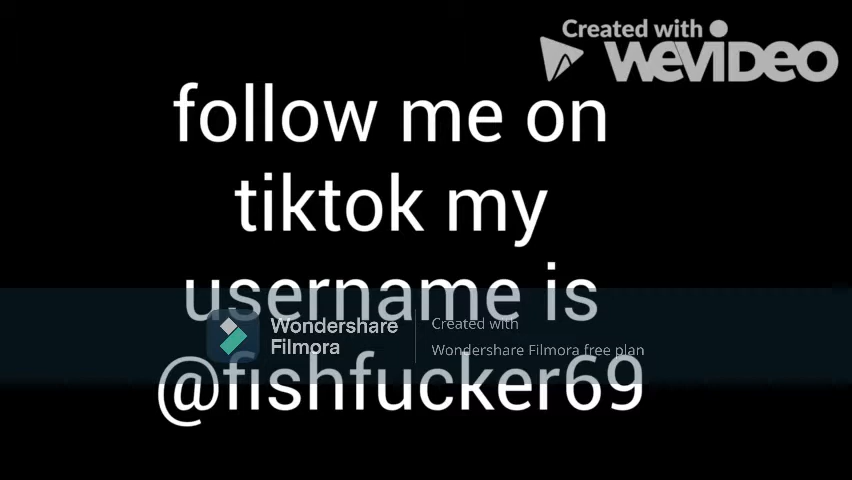 Created with
WEVIDEO
follow me on
tiktok my
username is
Wondershare
Filmora
Created with
Wondershare Filmora free plan
@fishfucker69